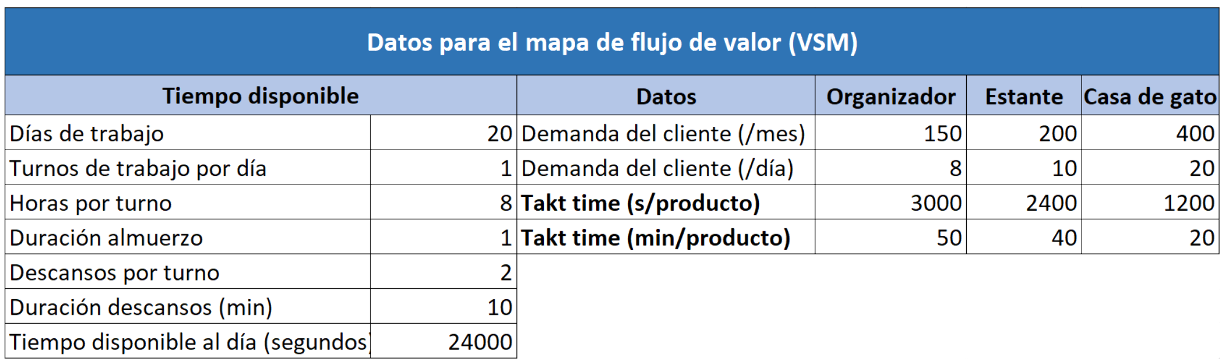 Datos para el mapa de flujo de valor (VSM)
Tiempo disponible Datos Organizador Estante Casa de gato
Días de trabajo 20 Demanda del cliente (/mes) 150 200 400
Turnos de trabajo por día 1 Demanda del cliente (/día) 8 10 20
Horas por turno 8 Takt time (s/producto) 3000 2400 1200
Duración almuerzo 1 Takt time (min/producto) 50 40 20
Descansos por turno 2
Duración descansos (min) 10
Tiempo disponible al día (segundos) 24000